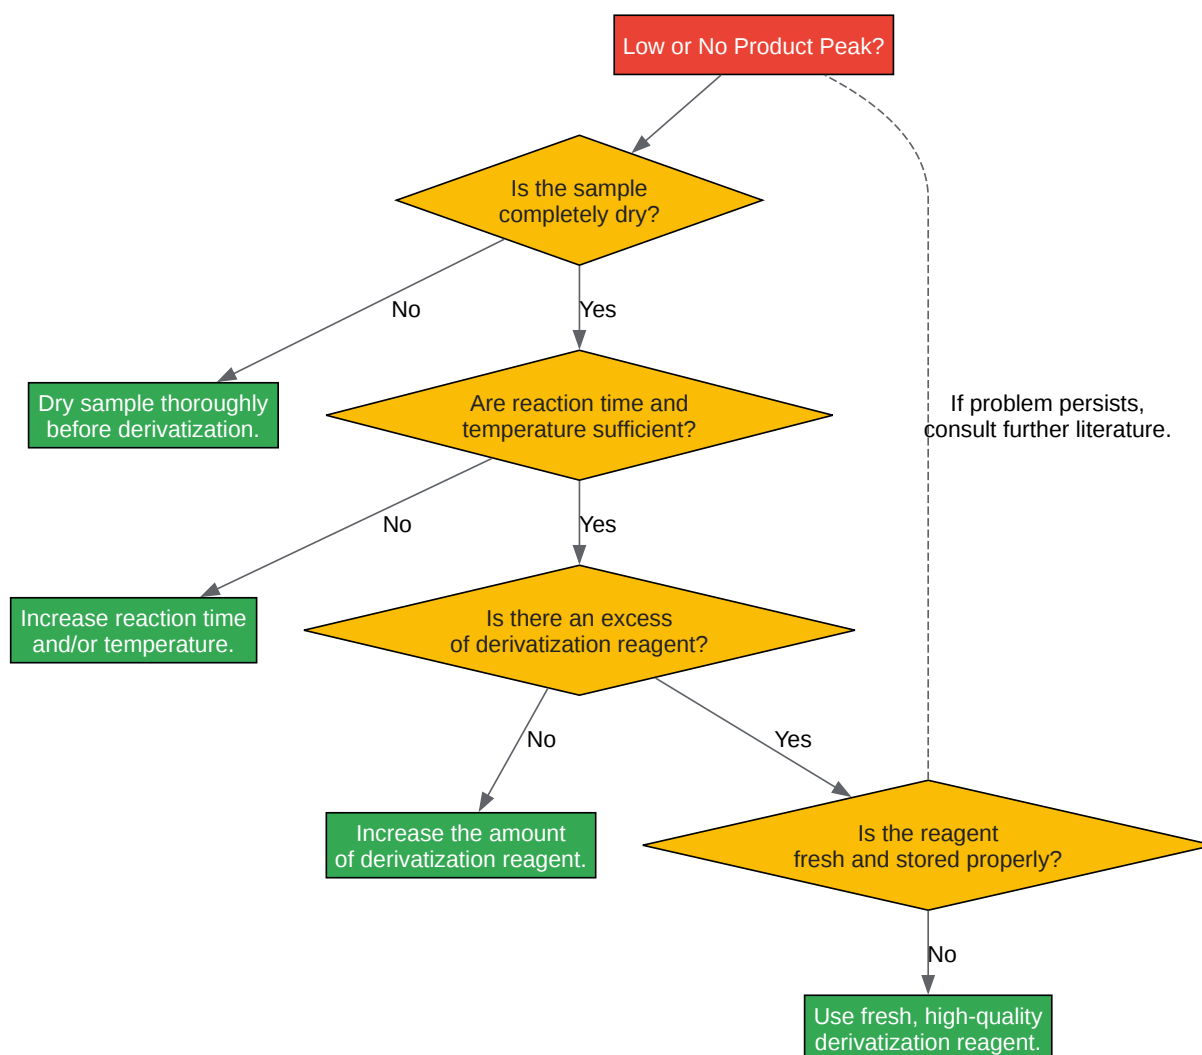 Low or No Product Peak?
Is the sample
completely dry?
No
Yes
Dry sample thoroughly
before derivatization.
Are reaction time and
temperature sufficient?
If problem persists,
consult further literature.
No
Yes
Increase reaction time
and/or temperature.
Is there an excess
of derivatization reagent?
No
Yes
Increase the amount
of derivatization reagent.
Is the reagent
fresh and stored properly?
No
Use fresh, high-quality
derivatization reagent.